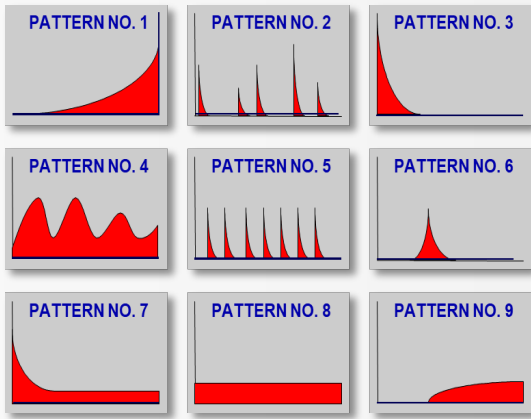 PATTERN NO. 1
PATTERN NO. 2
PATTERN NO. 3
PATTERN NO. 4
PATTERN NO. 5
PATTERN NO. 6
PATTERN NO. 7
PATTERN NO. 8
PATTERN NO. 9